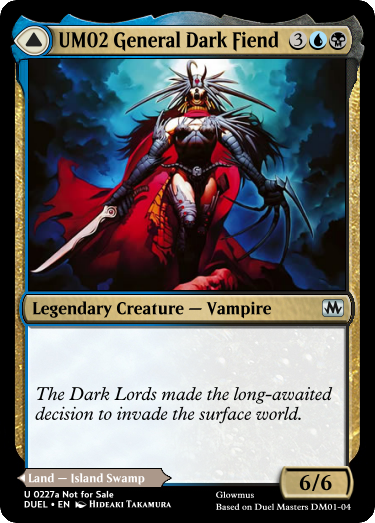 UM02 General Dark Fiend 3
Legendary Creature — Vampire
The Dark Lords made the long-awaited
decision to invade the surface world.
Land — Island Swamp
6/6
U 0227a Not for Sale
DUEL • EN Hideaki Takamura
Glowmus
Based on Duel Masters DM01-04